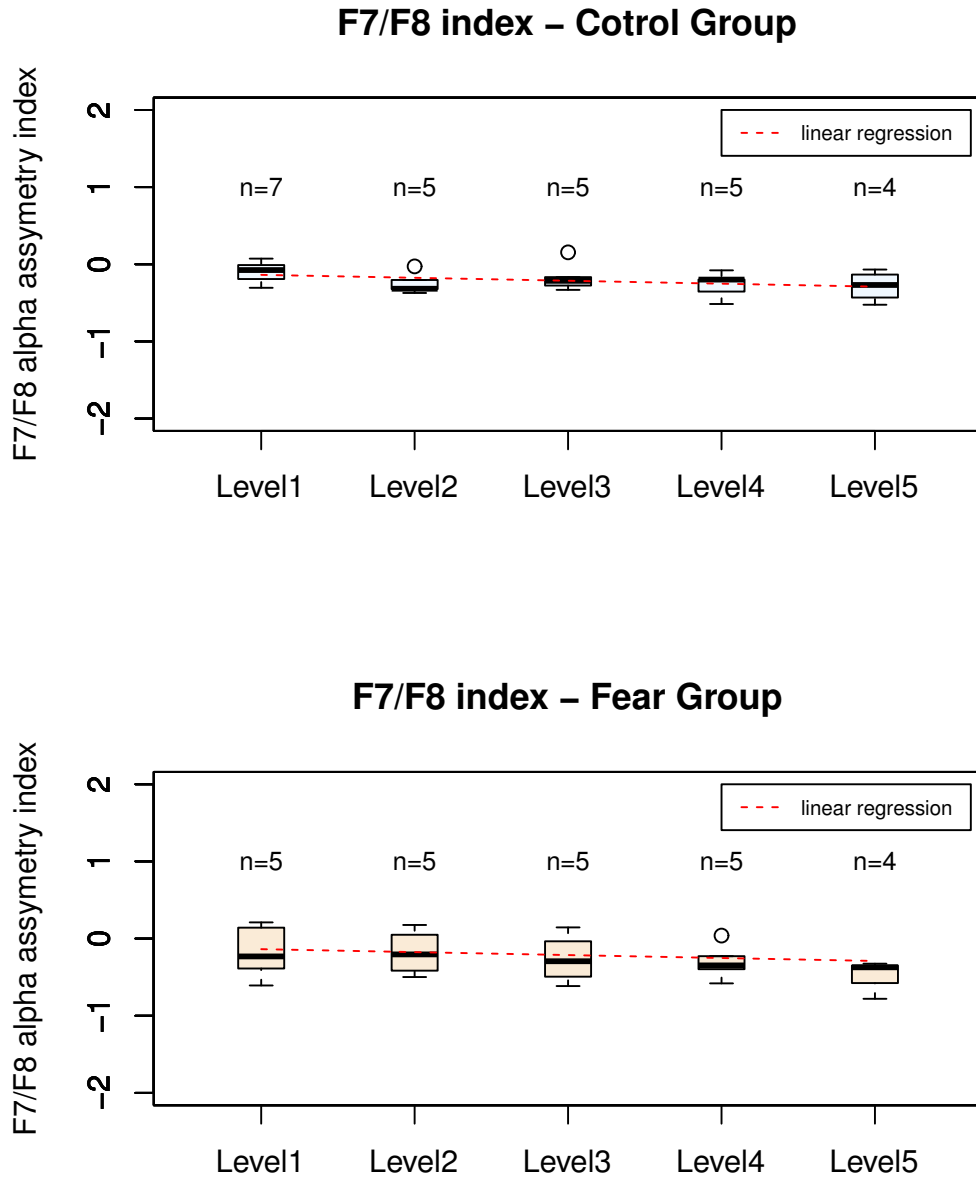 F7/F8 index – Cotrol Group
F7/F8 alpha assymetry index
2
1
0
−1
−2
linear regression
n=7 n=5 n=5 n=5 n=4
Level1 Level2 Level3 Level4 Level5
F7/F8 index – Fear Group
F7/F8 alpha assymetry index
2
1
0
−1
−2
linear regression
n=5 n=5 n=5 n=5 n=4
Level1 Level2 Level3 Level4 Level5